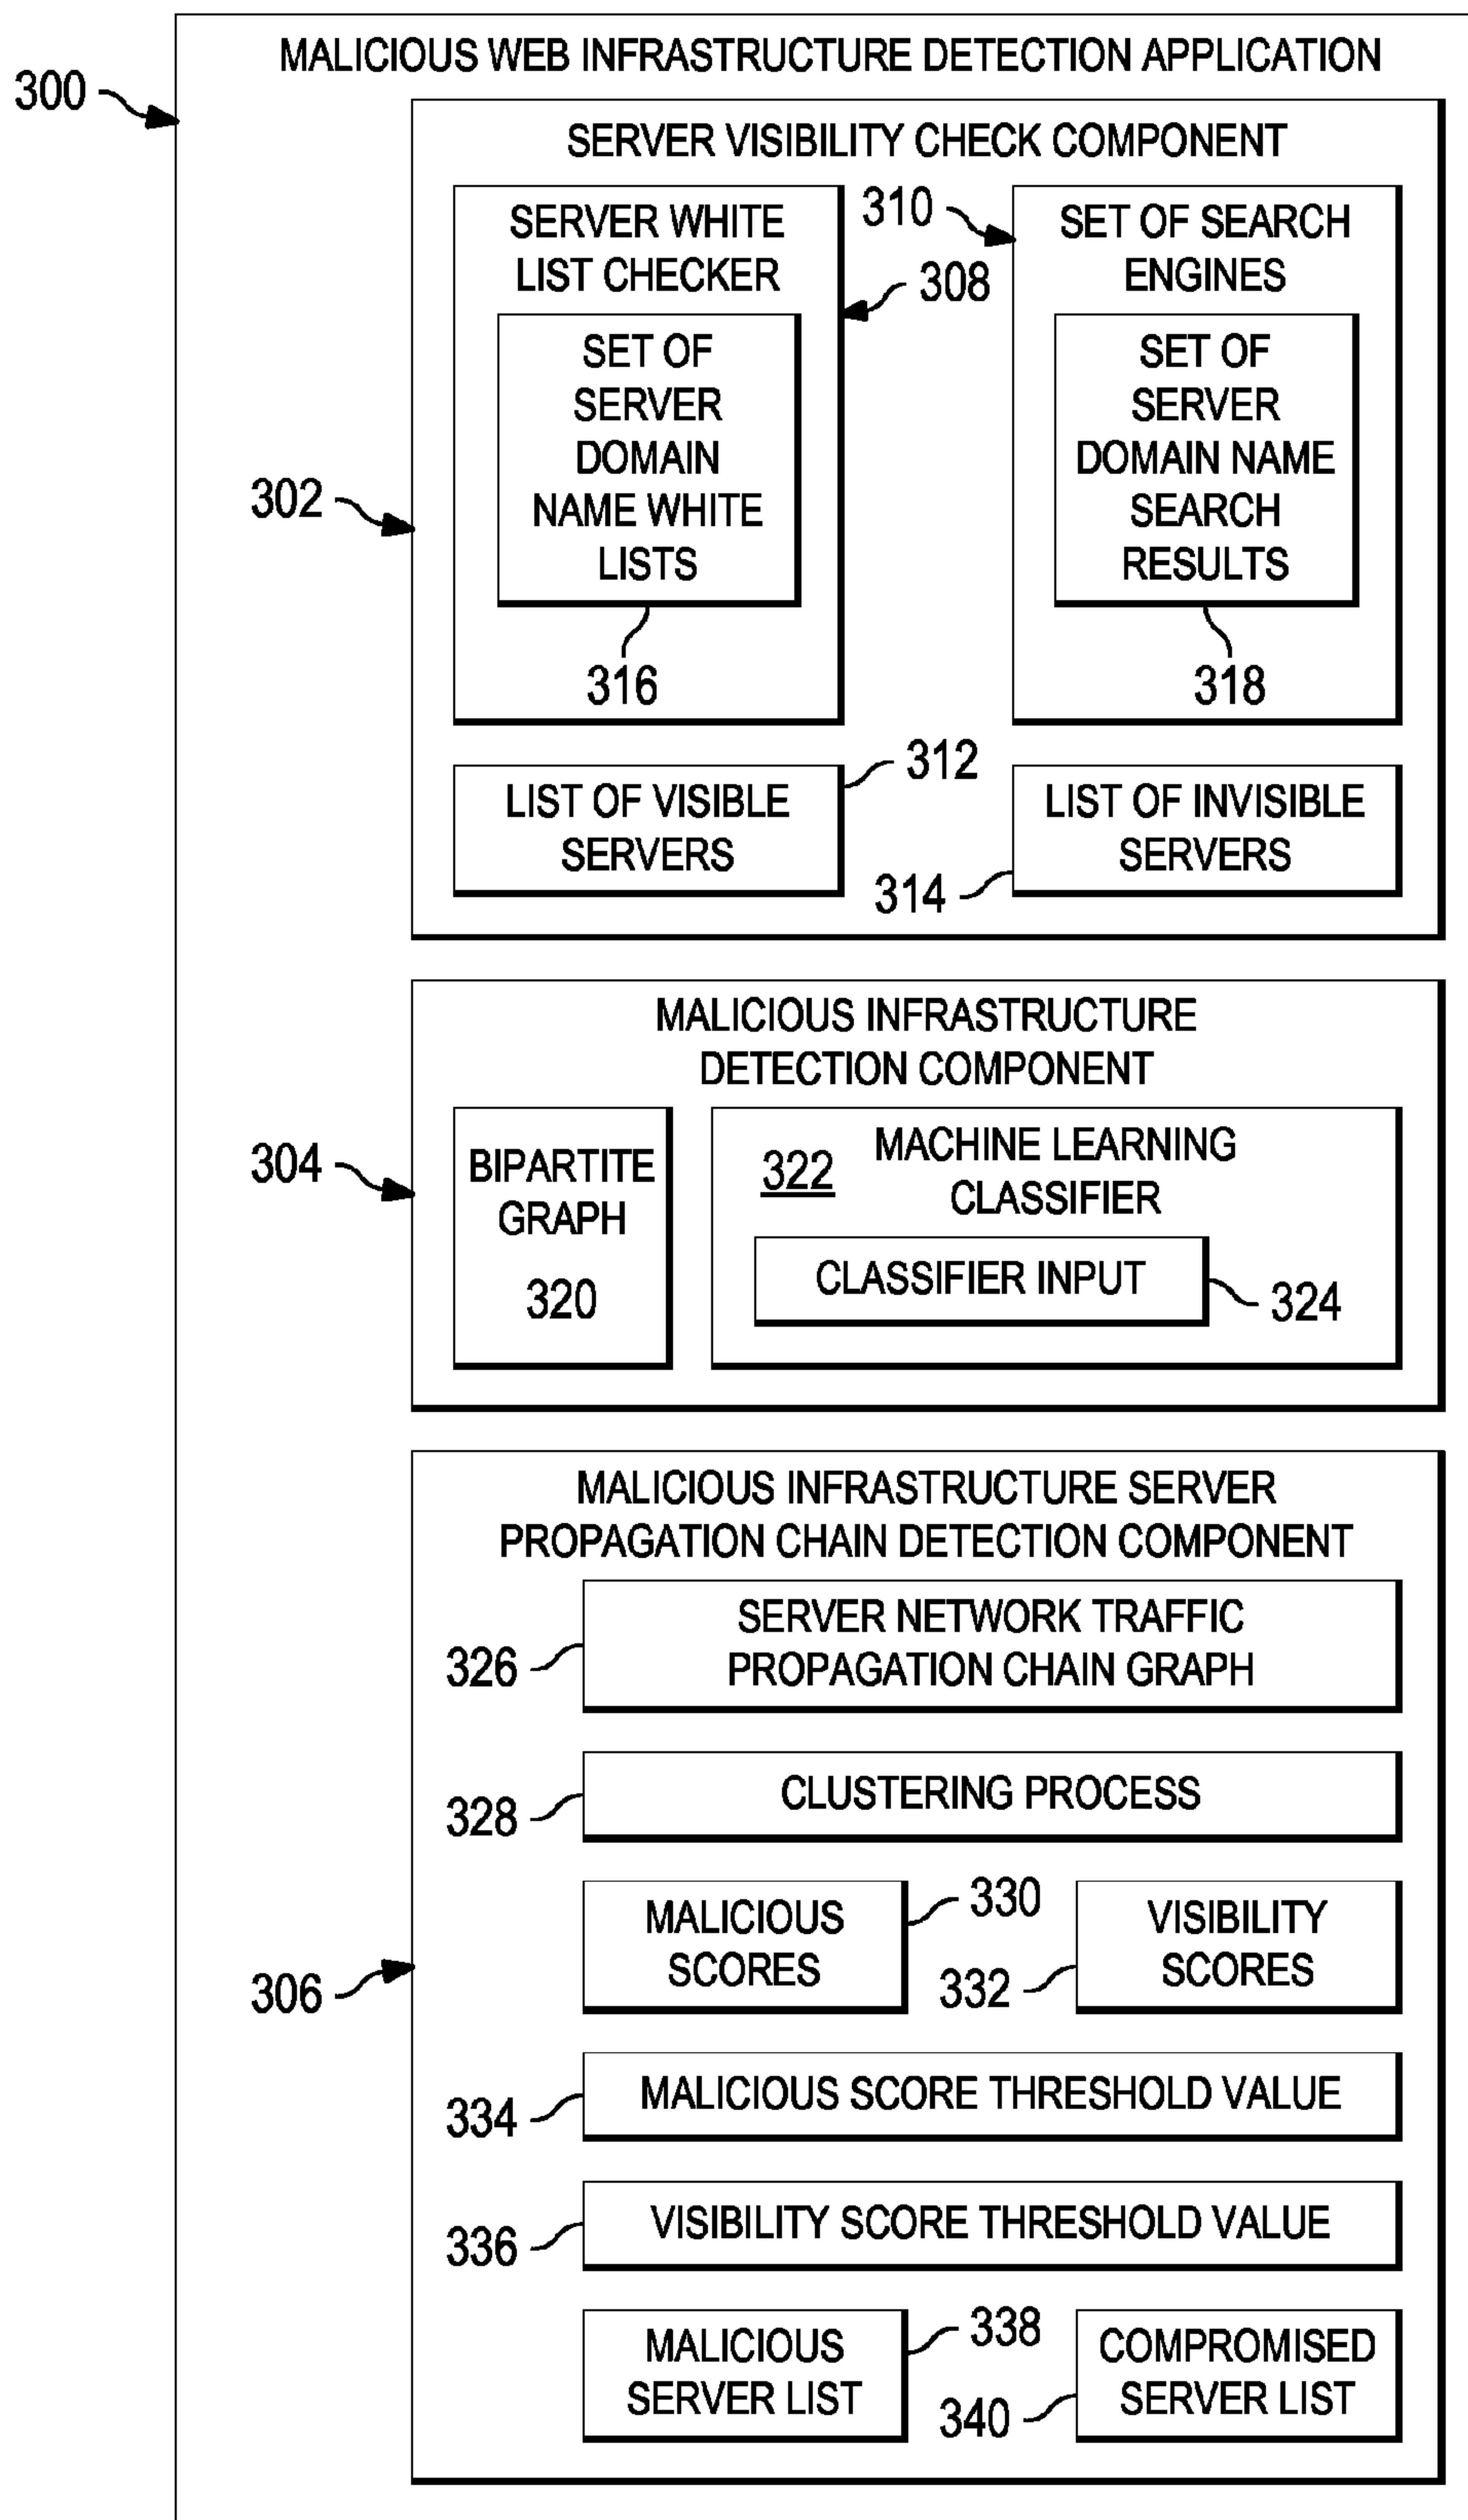 MALICIOUS WEB INFRASTRUCTURE DETECTION APPLICATION
300
SERVER VISIBILITY CHECK COMPONENT
SERVER WHITE
LIST CHECKER
308
SET OF
SERVER
DOMAIN
NAME WHITE
LISTS
316
310
SET OF SEARCH
ENGINES
SET OF
SERVER
DOMAIN NAME
SEARCH
RESULTS
318
302
LIST OF VISIBLE
SERVERS
312
LIST OF INVISIBLE
SERVERS
314
MALICIOUS INFRASTRUCTURE
DETECTION COMPONENT
304
BIPARTITE
GRAPH
320
322
MACHINE LEARNING
CLASSIFIER
CLASSIFIER INPUT
324
MALICIOUS INFRASTRUCTURE SERVER
PROPAGATION CHAIN DETECTION COMPONENT
SERVER NETWORK TRAFFIC
PROPAGATION CHAIN GRAPH
326
CLUSTERING PROCESS
328
MALICIOUS
SCORES
330
VISIBILITY
SCORES
332
306
MALICIOUS SCORE THRESHOLD VALUE
334
VISIBILITY SCORE THRESHOLD VALUE
336
MALICIOUS
SERVER LIST
338
COMPROMISED
SERVER LIST
340